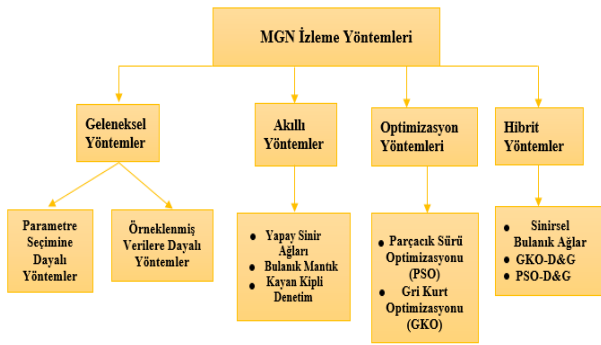 MGN İzleme Yöntemleri
Geleneksel
Yöntemler
Akıllı
Yöntemler
Optimizasyon
Yöntemleri
Hibrit
Yöntemler
Parametre
Seçimine
Dayalı
Yöntemler
Örneklenmiş
Verilere Dayalı
Yöntemler
● Yapay Sinir
Ağları
● Bulanık Mantık
● Kayan Kipli
Denetim
● Parçacık Sürü
Optimizasyonu
(PSO)
● Gri Kurt
Optimizasyonu
(GKO)
● Sinirsel
Bulanık Ağlar
● GKO-D&G
● PSO-D&G